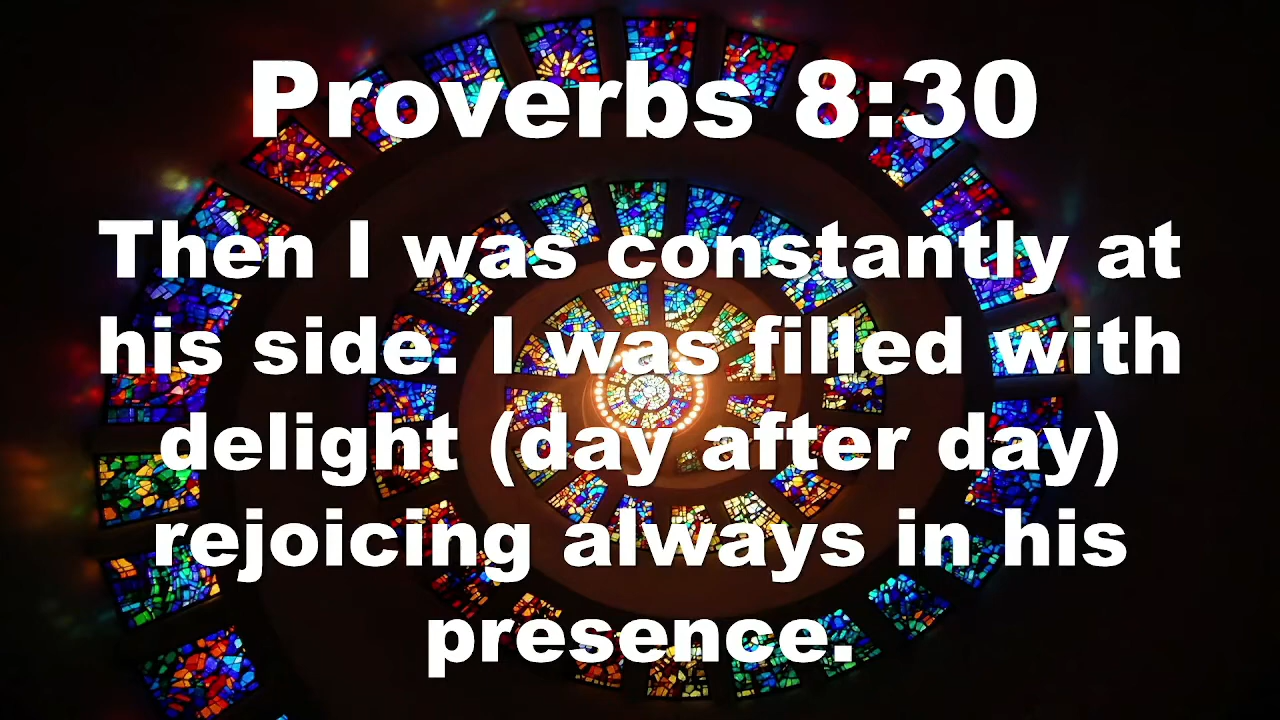 Proverbs 8:30
Then I was constantly at
his side. I was filled with
delight (day after day)
rejoicing always in his
presence.